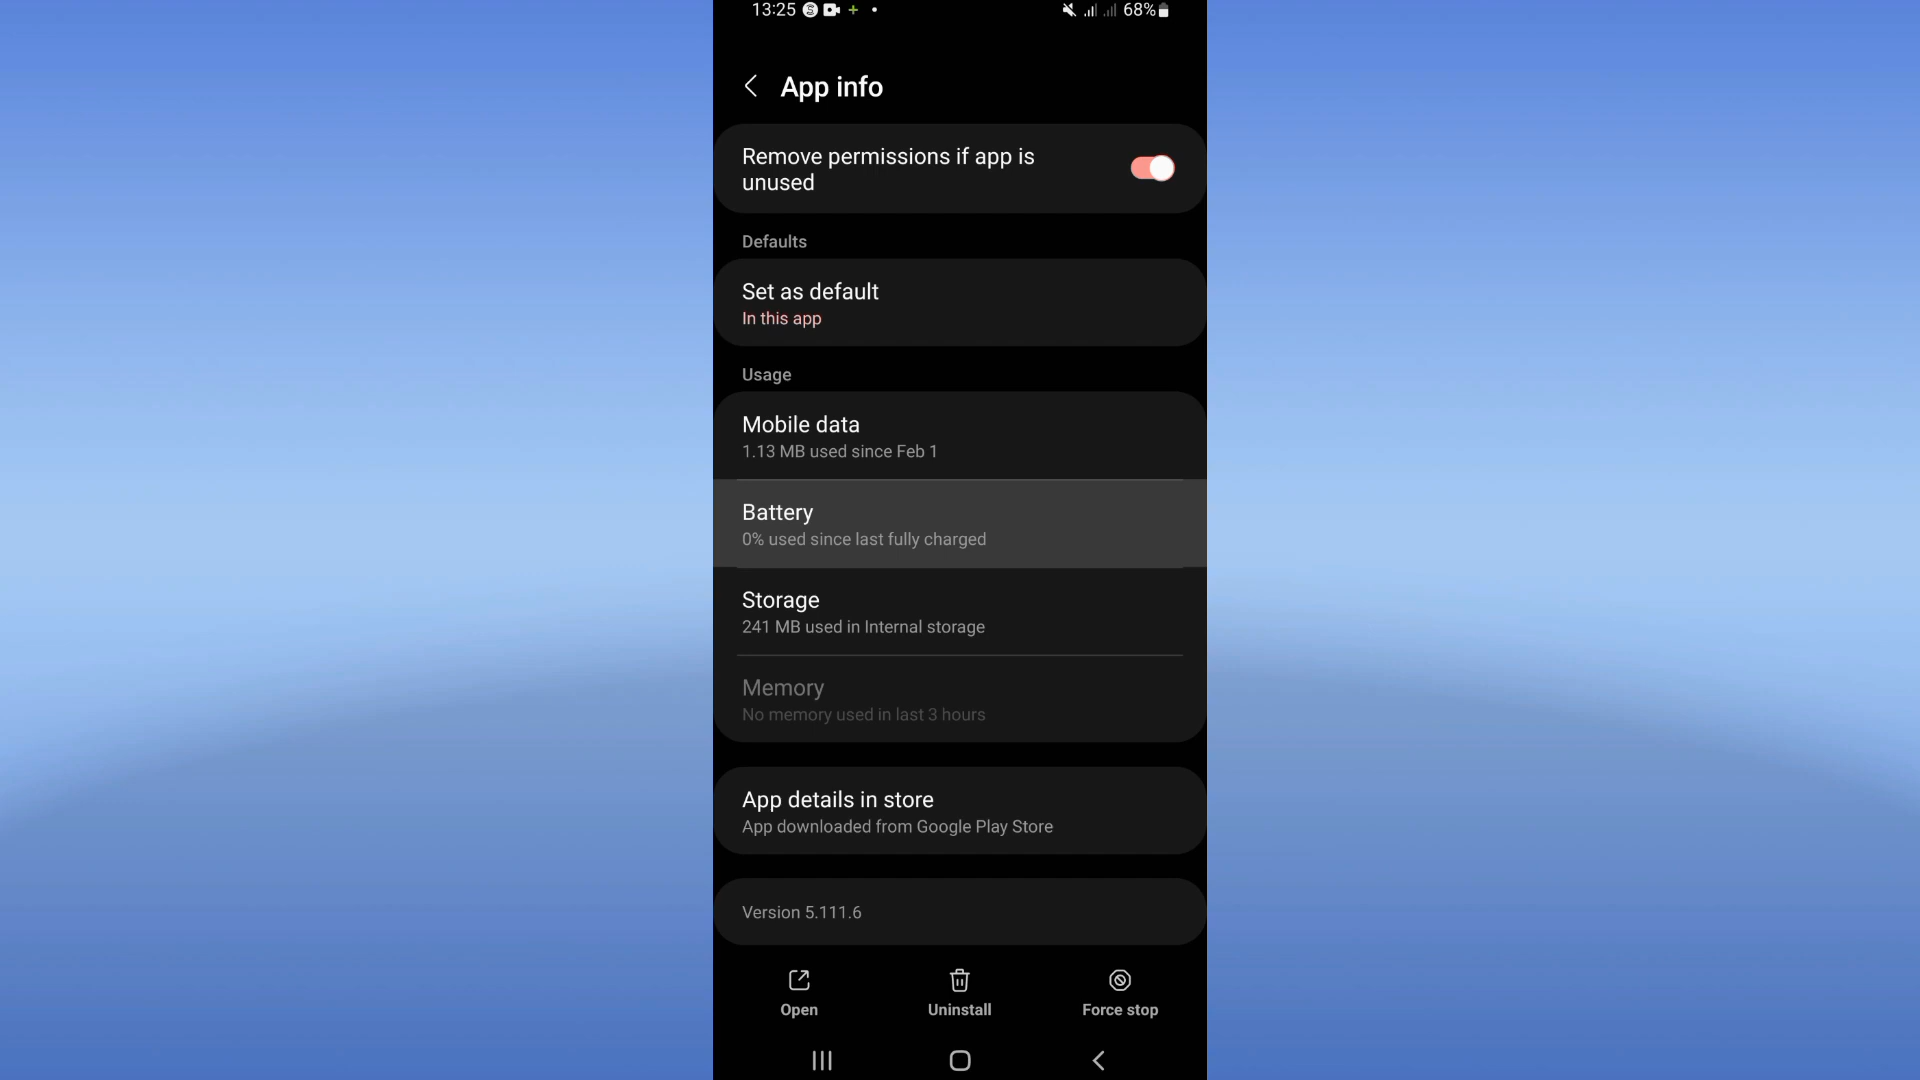 13:25 68%
App info
Remove permissions if app is
unused
Defaults
Set as default
In this app
Usage
Mobile data
1.13 MB used since Feb 1
Battery
0% used since last fully charged
Storage
241 MB used in Internal storage
Memory
No memory used in last 3 hours
App details in store
App downloaded from Google Play Store
Version 5.111.6
Open Uninstall Force stop